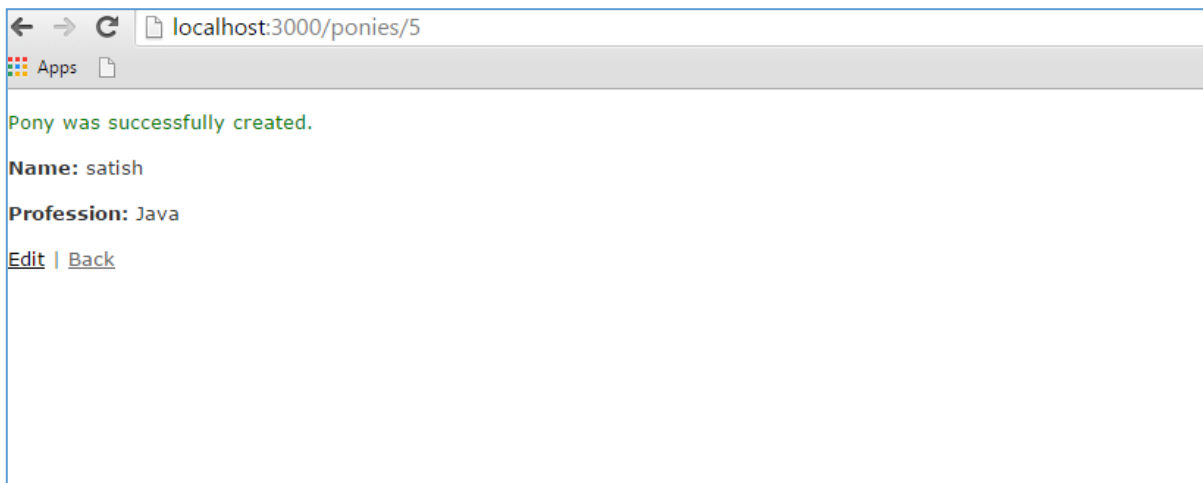 localhost:3000/ponies/5
Apps
Pony was successfully created.
Name: satish
Profession: Java
Edit | Back